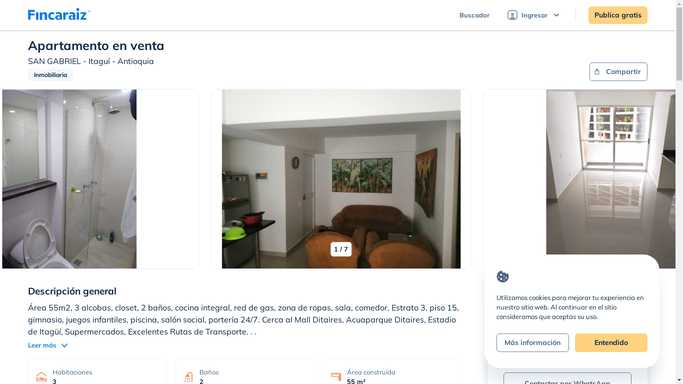 Fincaraiz
Buscador
Ingresar
Publica gratis
Apartamento en venta
SAN GABRIEL - Itaguí - Antioquia
Inmobiliaria
Compartir
1 / 7
Descripción general
Área 55m2, 3 alcobas, closet, 2 baños, cocina integral, red de gas, zona de ropas, sala, comedor, Estrato 3, piso 15,
gimnasio, juegos infantiles, piscina, salón social, portería 24/7. Cerca al Mall Ditaires, Acuaparque Ditaires, Estadio
de Itagüí, Supermercados, Excelentes Rutas de Transporte, . .
Leer más
Habitaciones
3
Baños
2
Área construida
55 m²
Utilizamos cookies para mejorar tu experiencia en
nuestro sitio web. Al continuar en el sitio
consideramos que aceptas su uso.
Más información
Entendido
Contactar por WhatsApp